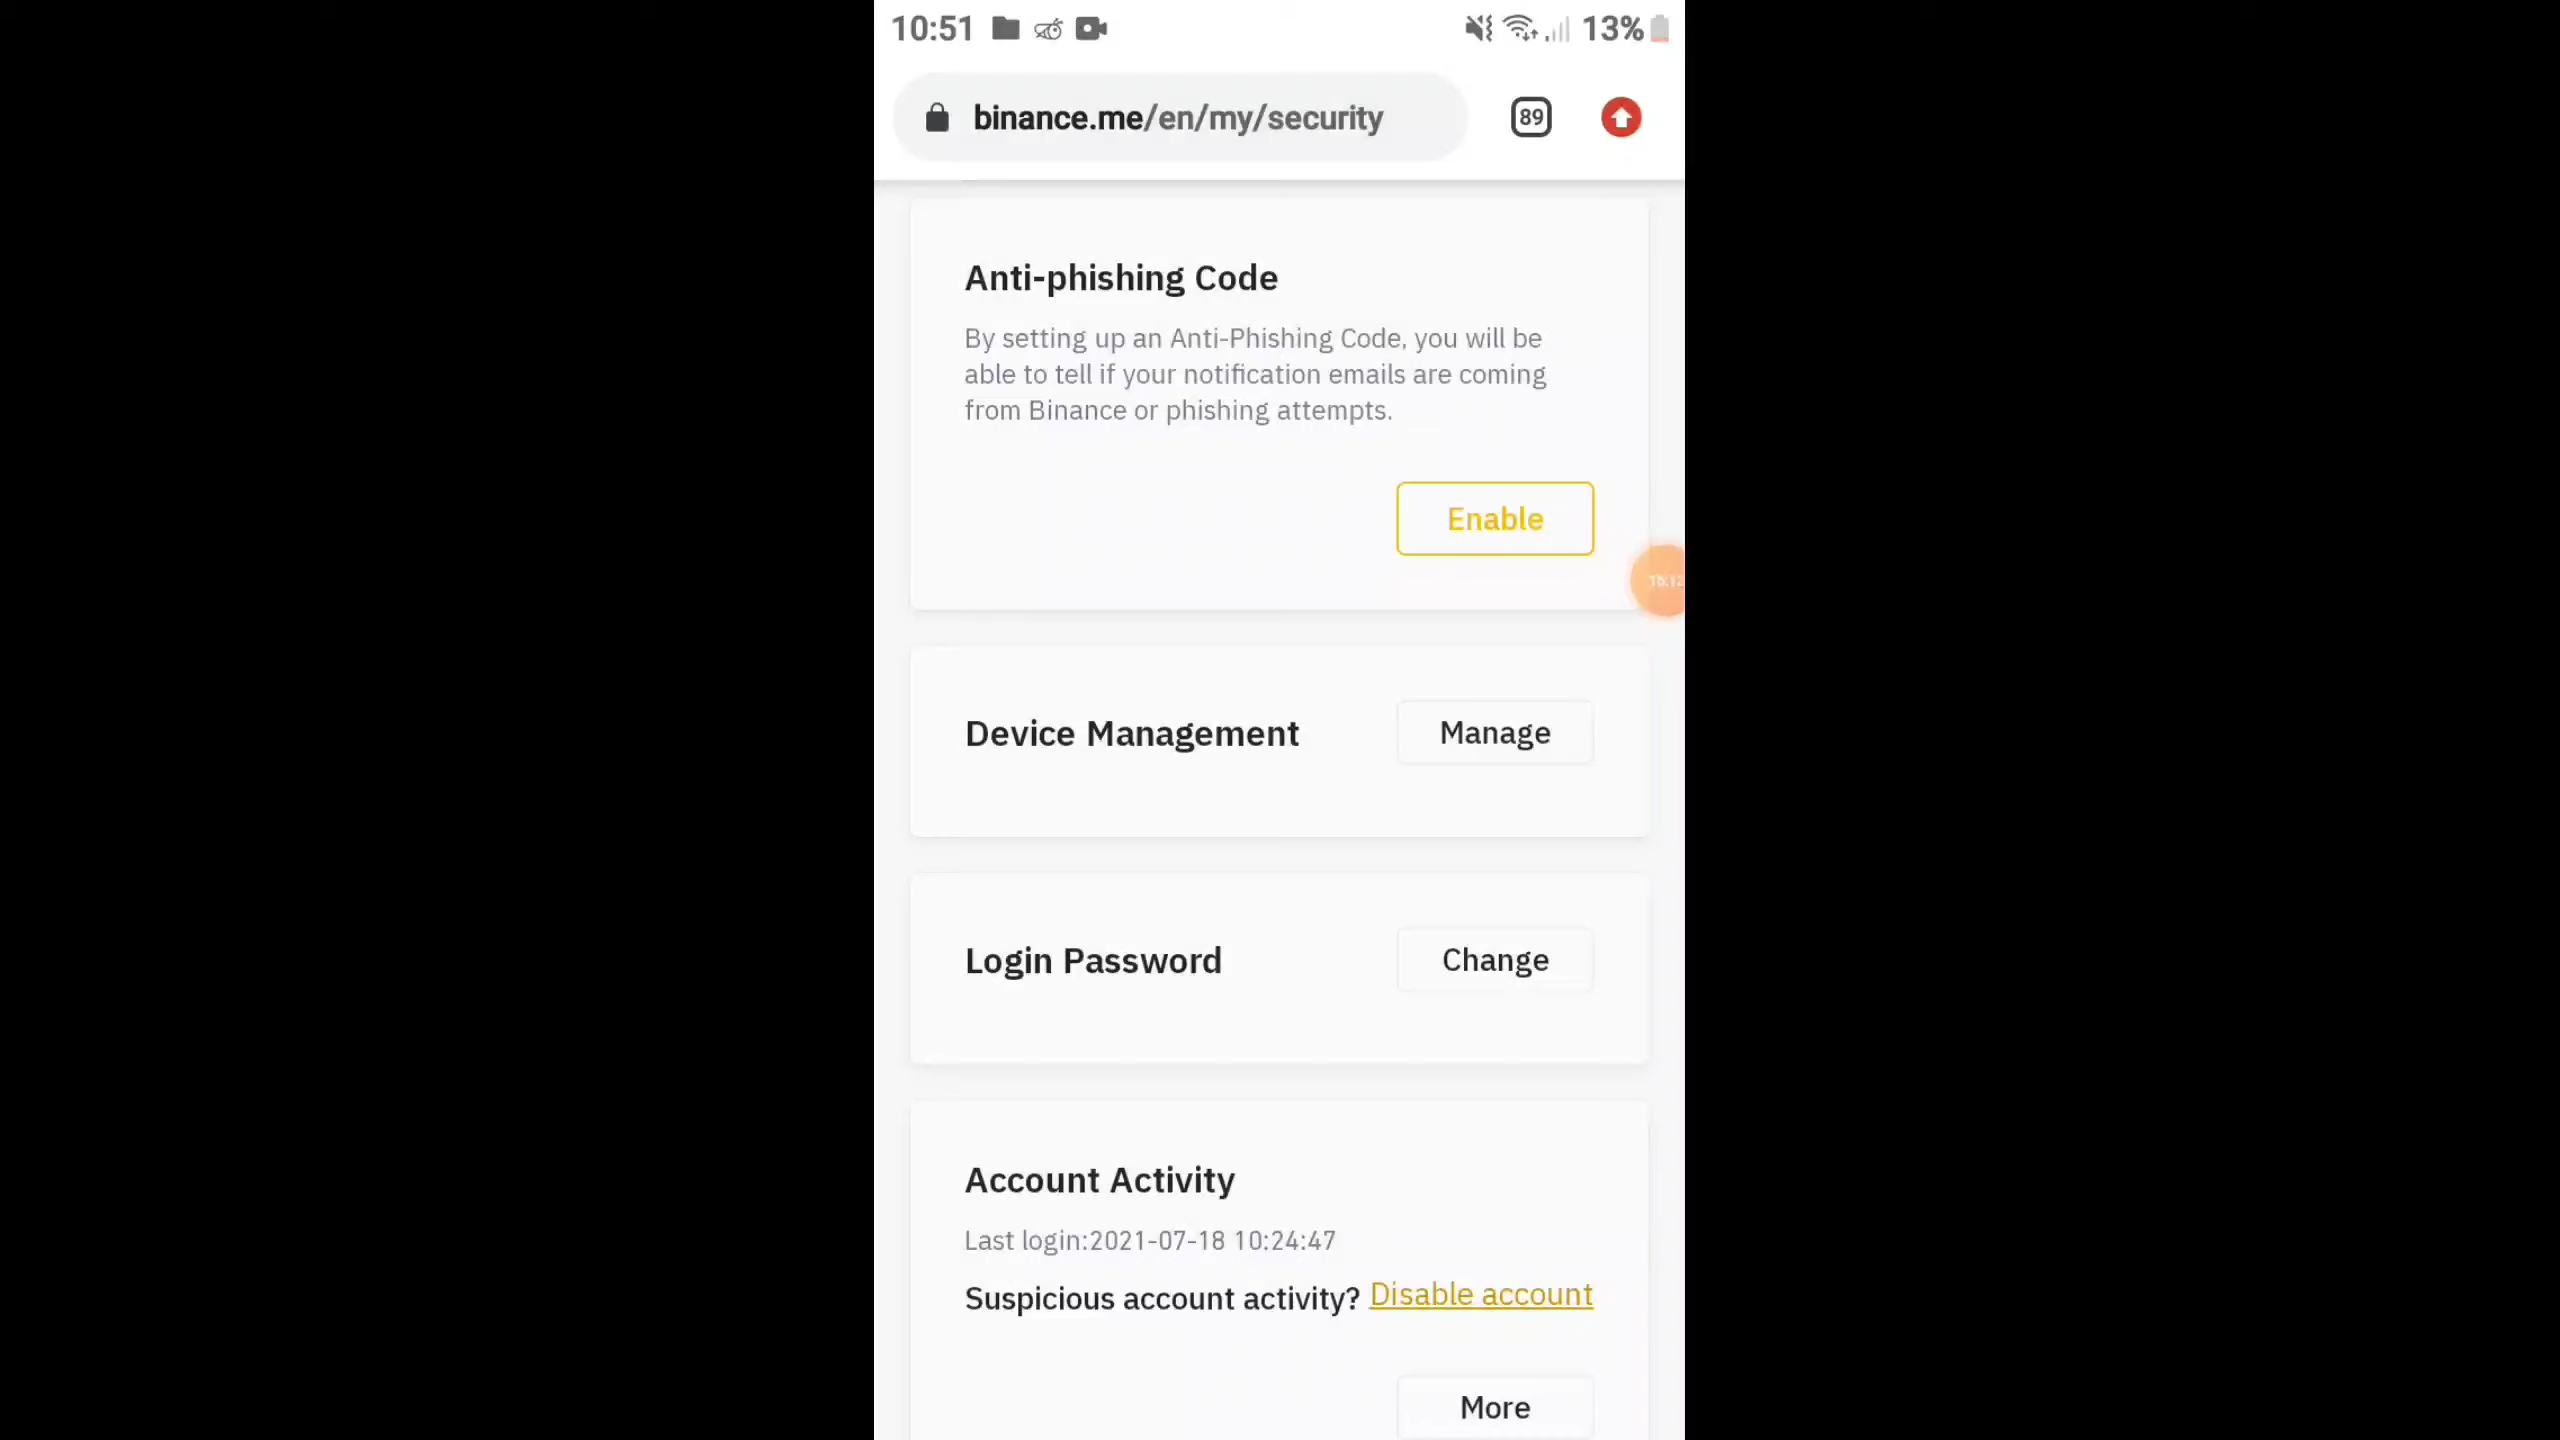 10:51
13%
binance.me/en/my/security
89
Anti-phishing Code
By setting up an Anti-Phishing Code, you will be
able to tell if your notification emails are coming
from Binance or phishing attempts.
Enable
Device Management
Manage
Login Password
Change
Account Activity
Last login:2021-07-18 10:24:47
Suspicious account activity? Disable account
More